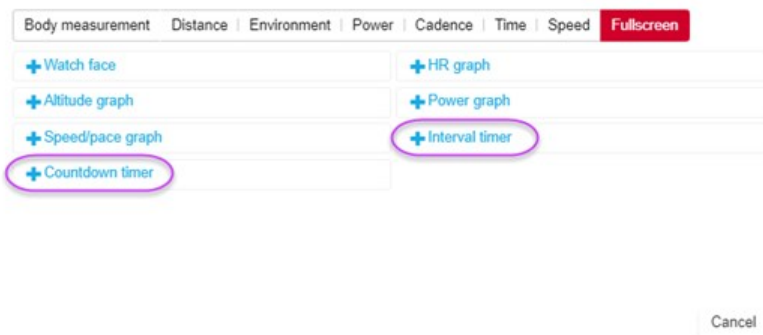 Body measurement Distance Environment Power Cadence Time Speed Fullscreen
Watch face HR graph
Altitude graph Power graph
Speed/pace graph Interval timer
Countdown timer
Cancel